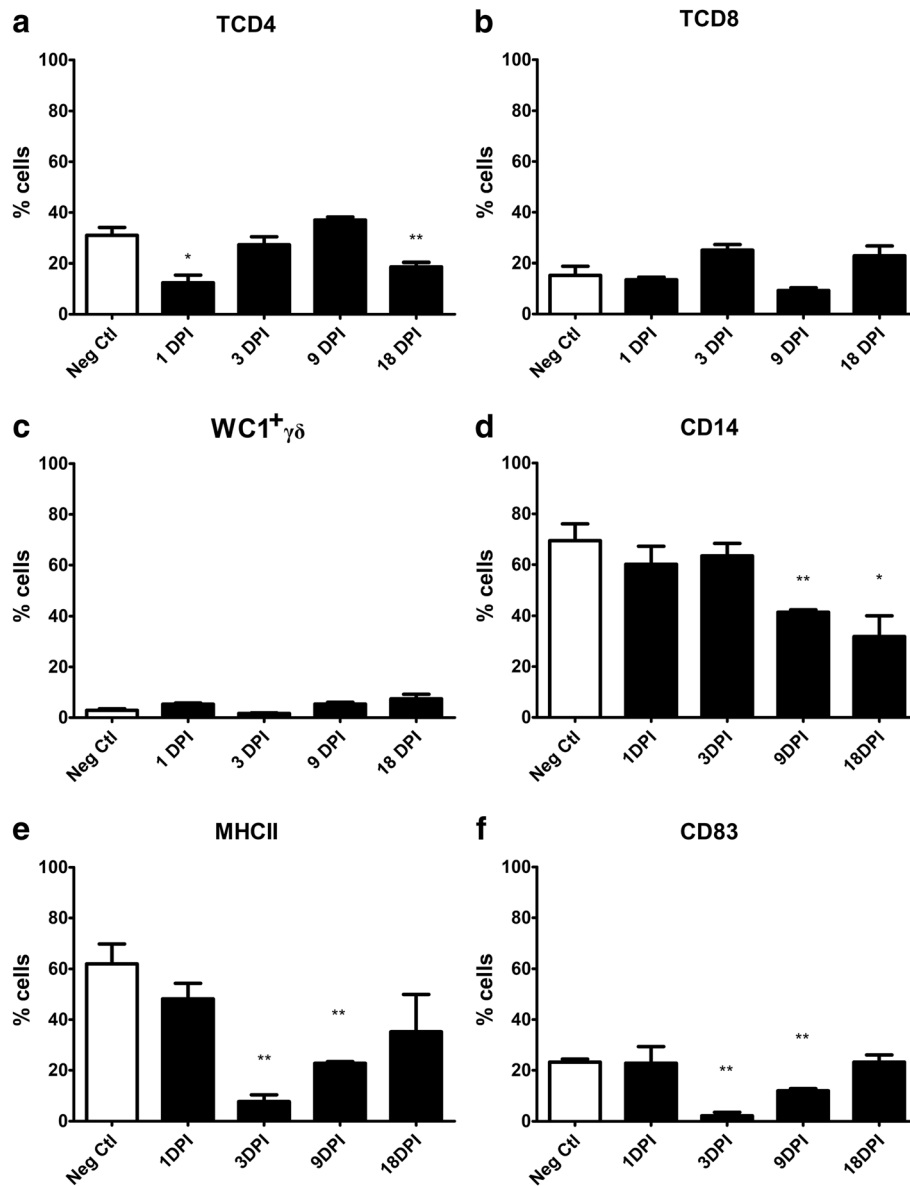 a
TCD4
% cells
100
80
60
40
20
0
*
**
Neg Ctl
1 DPI
3 DPI
9 DPI
18 DPI
b
TCD8
% cells
100
80
60
40
20
0
Neg Ctl
1 DPI
3 DPI
9 DPI
18 DPI
c
WC1+γδ
% cells
100
80
60
40
20
0
Neg Ctl
1 DPI
3 DPI
9 DPI
18 DPI
d
CD14
% cells
100
80
60
40
20
0
**
*
Neg Ctl
1DPI
3DPI
9DPI
18DPI
e
MHCII
% cells
100
80
60
40
20
0
**
**
Neg Ctl
1DPI
3DPI
9DPI
18DPI
f
CD83
% cells
100
80
60
40
20
0
**
**
Neg Ctl
1DPI
3DPI
9DPI
18DPI